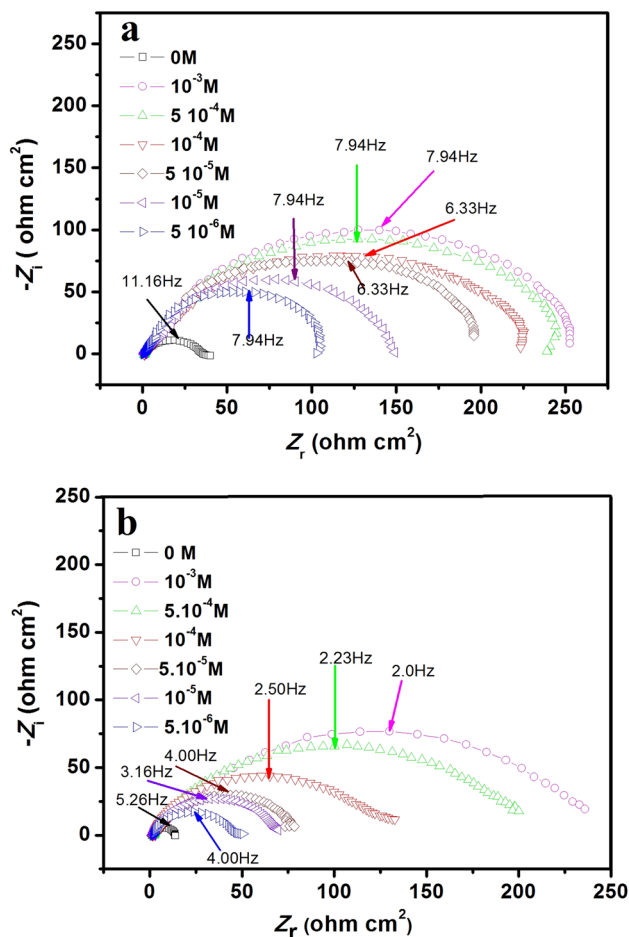 a
250
200
150
100
50
0
-Zi ( ohm cm²)
0M
10⁻³M
5 10⁻⁴M
10⁻⁴M
5 10⁻⁵M
10⁻⁵M
5 10⁻⁶M
7.94Hz
7.94Hz
7.94Hz
6.33Hz
11.16Hz
6.33Hz
7.94Hz
0 50 100 150 200 250
Zr (ohm cm²)
b
250
200
150
100
50
0
-Zi (ohm cm²)
0 M
10⁻³M
5.10⁻⁴M
10⁻⁴M
5.10⁻⁵M
10⁻⁵M
5.10⁻⁶M
2.23Hz
2.0Hz
2.50Hz
4.00Hz
3.16Hz
5.26Hz
4.00Hz
0 50 100 150 200 250
Zr (ohm cm²)